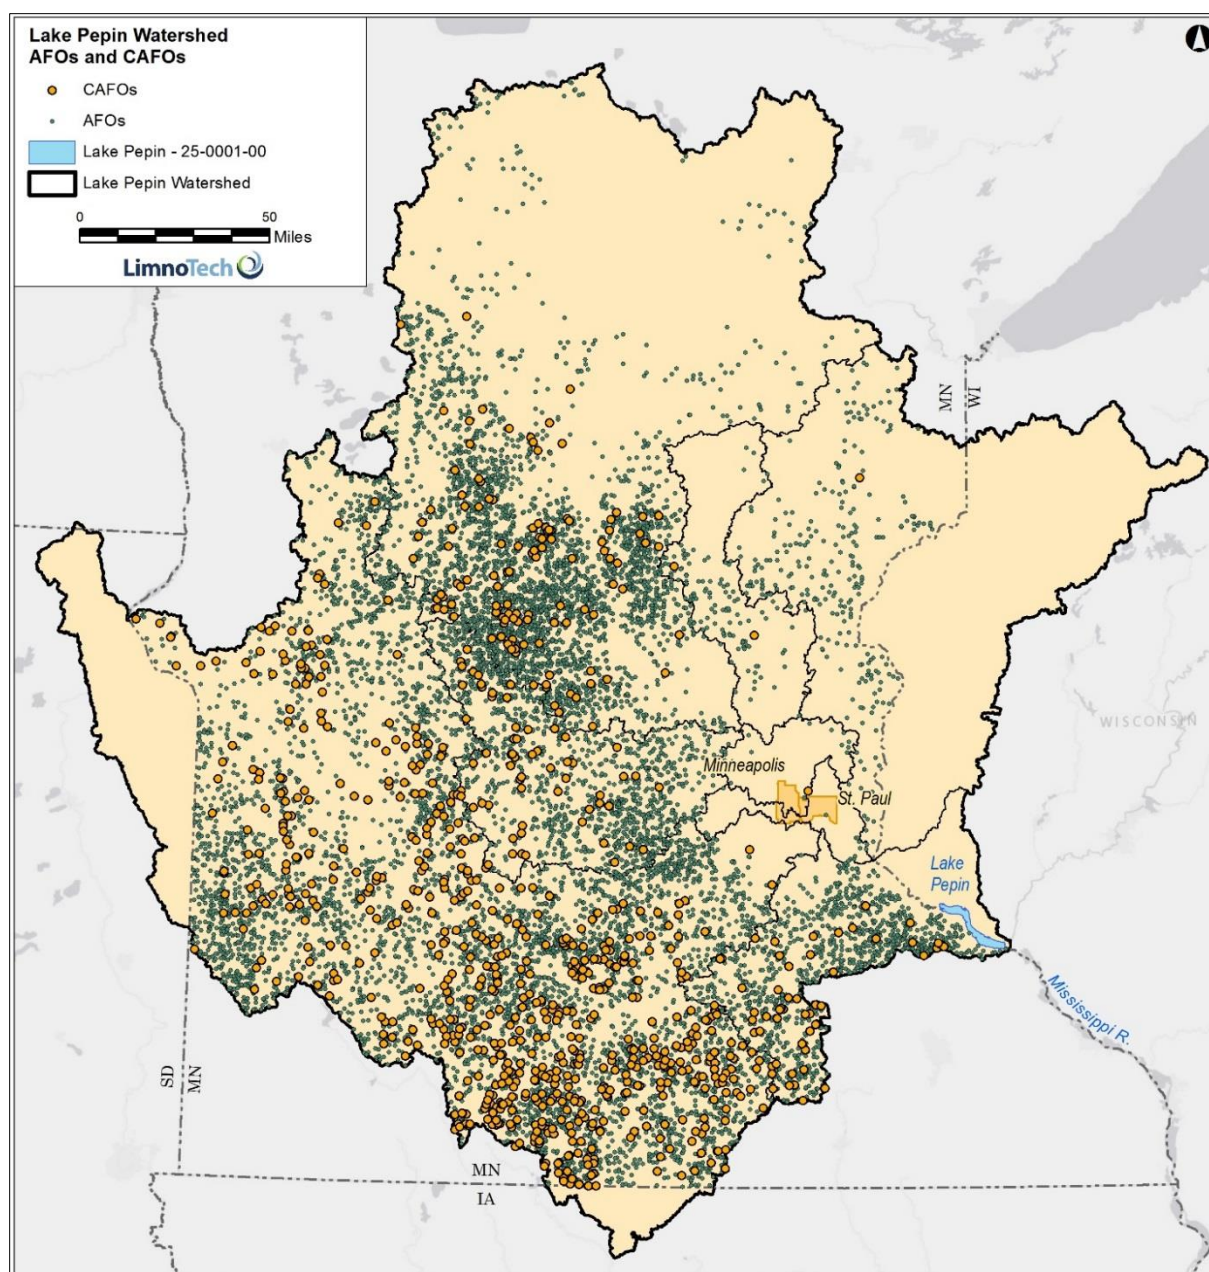 Lake Pepin Watershed
AFOs and CAFOs
CAFOs
AFOs
Lake Pepin - 25-0001-00
Lake Pepin Watershed
0 50
Miles
LimnoTech
MN
WI
WISCONSIN
Minneapolis
St. Paul
Lake
Pepin
Mississippi R.
SD
MN
MN
IA